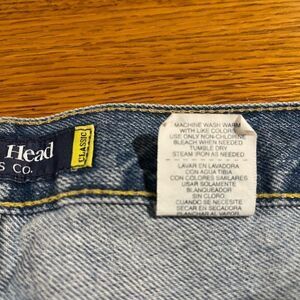 Head
S CO.
CLASSIC
MACHINE WASH WARM
WITH LIKE COLORS
USE ONLY NON-CHLORINE
BLEACH WHEN NEEDED
TUMBLE DRY
STEAM IRON AS NEEDED
LAVAR EN LAVADORA
CON AGUA TIBIA
CON COLORES SIMILARES
USAR SOLAMENTE
BLANQUEADOR
SIN CLORO
CUANDO SE NECESITE
SECAR EN SECADORA
PLANCHAR AL VAPOR